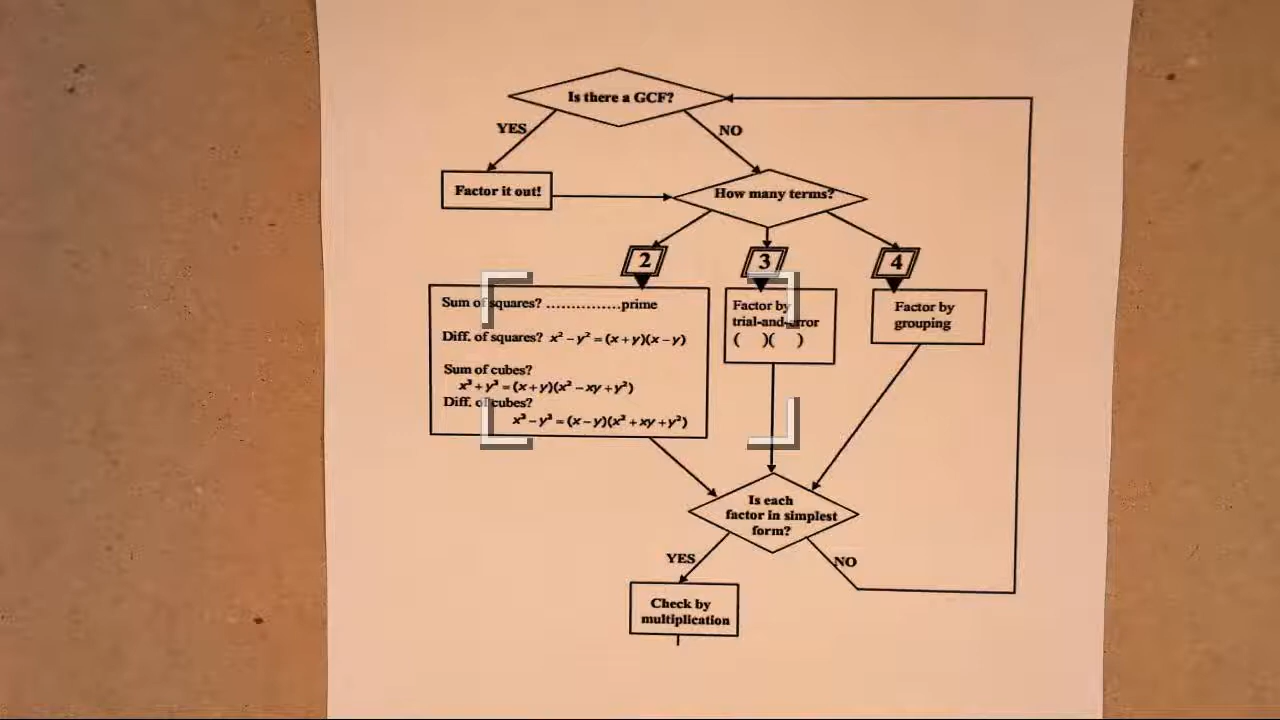 Is there a GCF?
YES
NO
Factor it out!
How many terms?
2
3
4
Sum of squares? ...............prime
Diff. of squares? x² – y² = (x + y)(x – y)
Sum of cubes?
x³ + y³ = (x + y)(x² – xy + y²)
Diff. of cubes?
x³ – y³ = (x – y)(x² + xy + y²)
Factor by
trial-and-error
(    )(    )
Factor by
grouping
Is each
factor in simplest
form?
YES
NO
Check by
multiplication